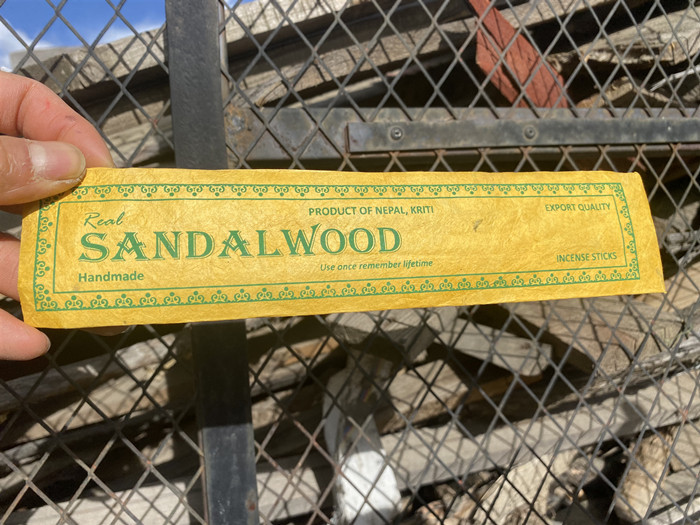 PRODUCT OF NEPAL, KRITI
EXPORT QUALITY
Real
SANDALWOOD
Handmade
Use once remember lifetime
INCENSE STICKS